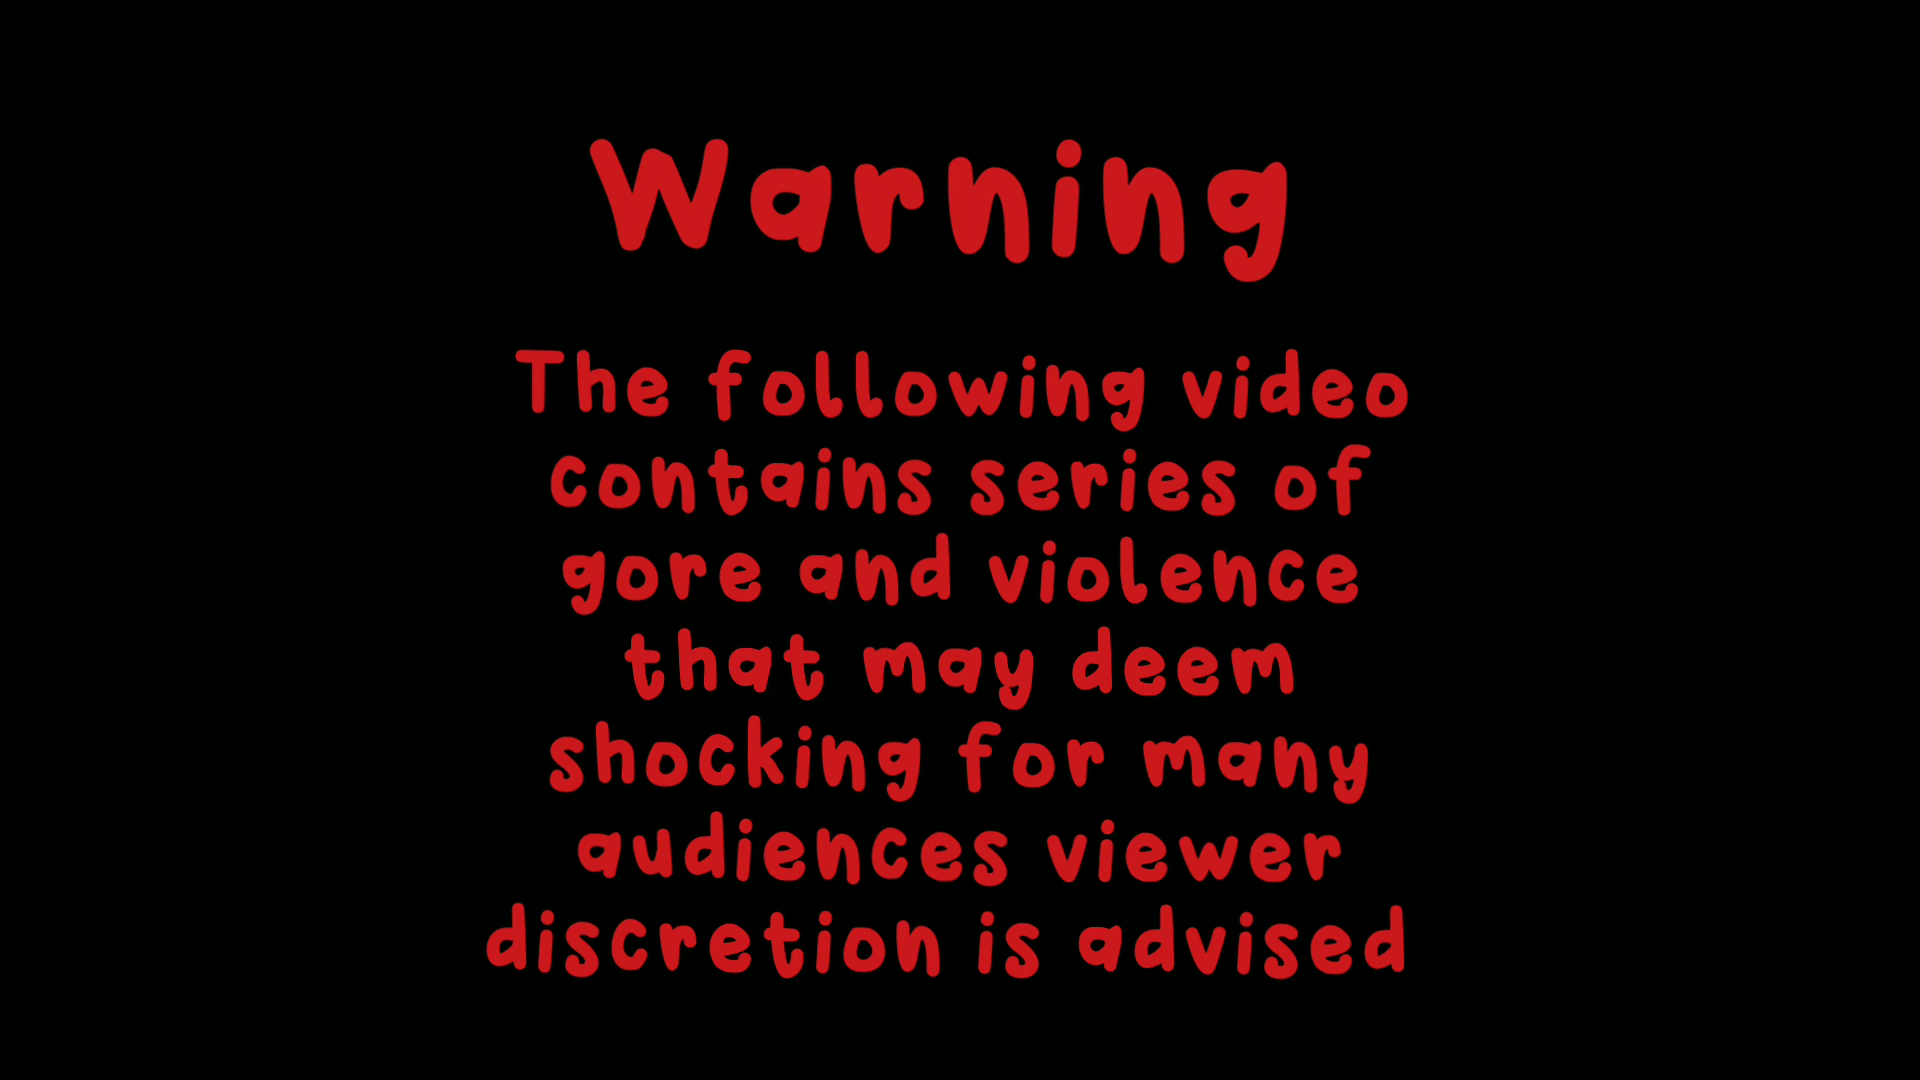 Warning
The following video
contains series of
gore and violence
that may deem
shocking for many
audiences viewer
discretion is advised